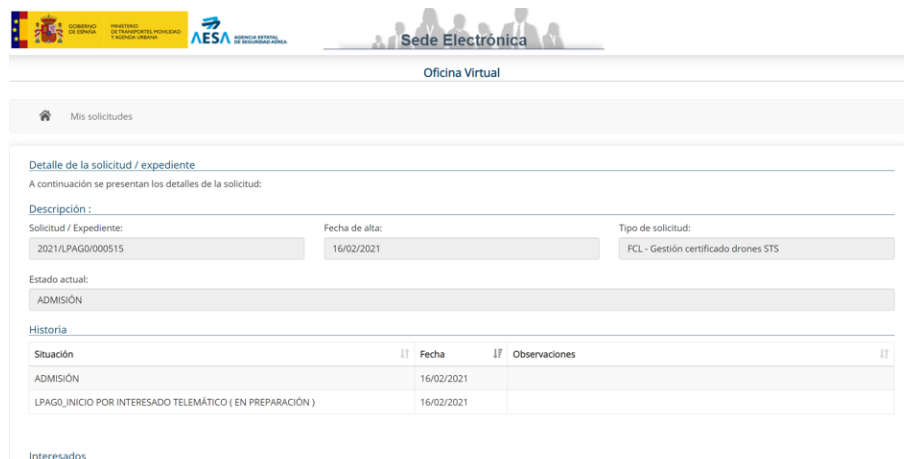 GOBIERNO
DE ESPAÑA
MINISTERIO
DE TRANSPORTES, MOVILIDAD
Y AGENDA URBANA
AESA AGENCIA ESTATAL
DE SEGURIDAD AÉREA
Sede Electrónica
Oficina Virtual
Mis solicitudes
Detalle de la solicitud / expediente
A continuación se presentan los detalles de la solicitud:
Descripción :
Solicitud / Expediente: Fecha de alta: Tipo de solicitud:
2021/LPAG0/000515 16/02/2021 FCL - Gestión certificado drones STS
Estado actual:
ADMISIÓN
Historia
Situación Fecha Observaciones
ADMISIÓN 16/02/2021
LPAG0_INICIO POR INTERESADO TELEMÁTICO ( EN PREPARACIÓN ) 16/02/2021
Interesados